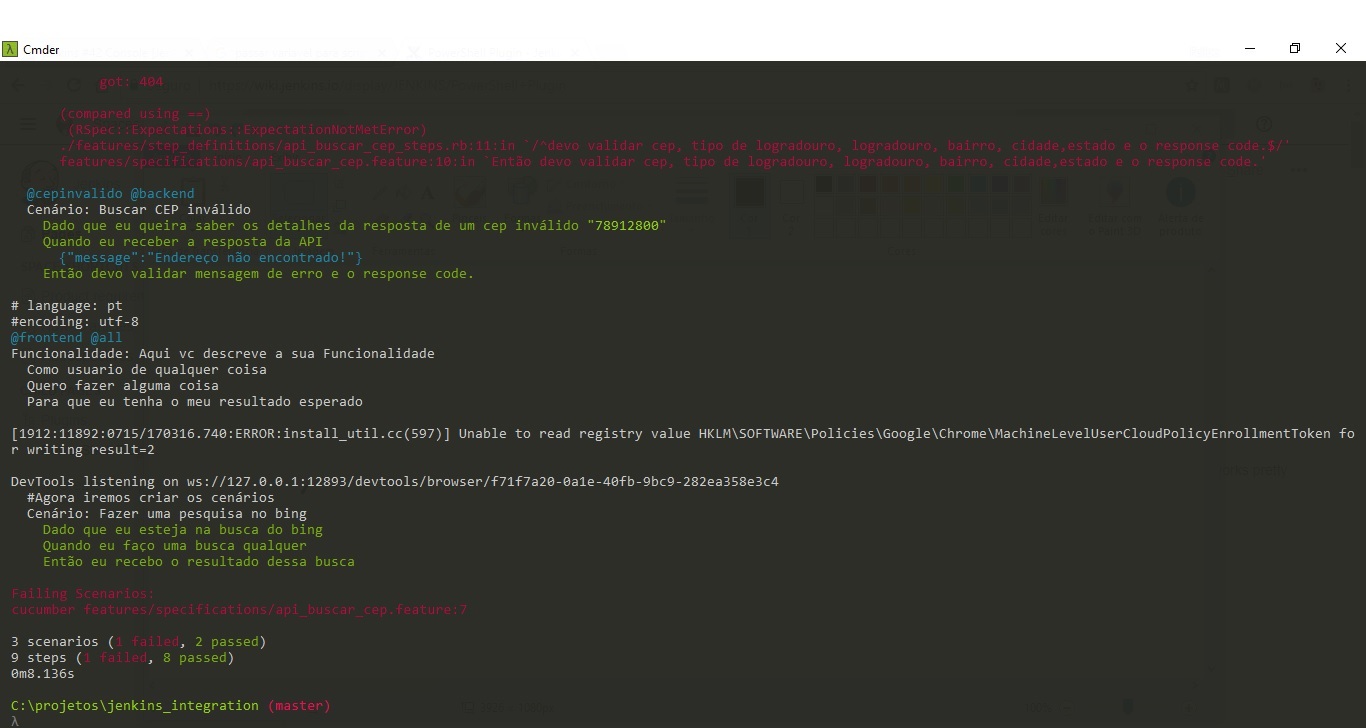 Cmder
got: 404
(compared using ==)
(RSpec::Expectations::ExpectationNotMetError)
./features/step_definitions/api_buscar_cep_steps.rb:11:in `/^devo validar cep, tipo de logradouro, logradouro, bairro, cidade,estado e o response code.$/'
features/specifications/api_buscar_cep.feature:10:in `Então devo validar cep, tipo de logradouro, logradouro, bairro, cidade,estado e o response code.'
@cepinvalido @backend
Cenário: Buscar CEP inválido
Dado que eu queira saber os detalhes da resposta de um cep inválido "78912800"
Quando eu receber a resposta da API
{"message":"Endereço não encontrado!"}
Então devo validar mensagem de erro e o response code.
# language: pt
#encoding: utf-8
@frontend @all
Funcionalidade: Aqui vc descreve a sua Funcionalidade
Como usuario de qualquer coisa
Quero fazer alguma coisa
Para que eu tenha o meu resultado esperado
[1912:11892:0715/170316.740:ERROR:install_util.cc(597)] Unable to read registry value HKLM\SOFTWARE\Policies\Google\Chrome\MachineLevelUserCloudPolicyEnrollmentToken fo
r writing result=2
DevTools listening on ws://127.0.0.1:12893/devtools/browser/f71f7a20-0a1e-40fb-9bc9-282ea358e3c4
#Agora iremos criar os cenários
Cenário: Fazer uma pesquisa no bing
Dado que eu esteja na busca do bing
Quando eu faço uma busca qualquer
Então eu recebo o resultado dessa busca
Failing Scenarios:
cucumber features/specifications/api_buscar_cep.feature:7
3 scenarios (1 failed, 2 passed)
9 steps (1 failed, 8 passed)
0m8.136s
C:\projetos\jenkins_integration (master)
λ